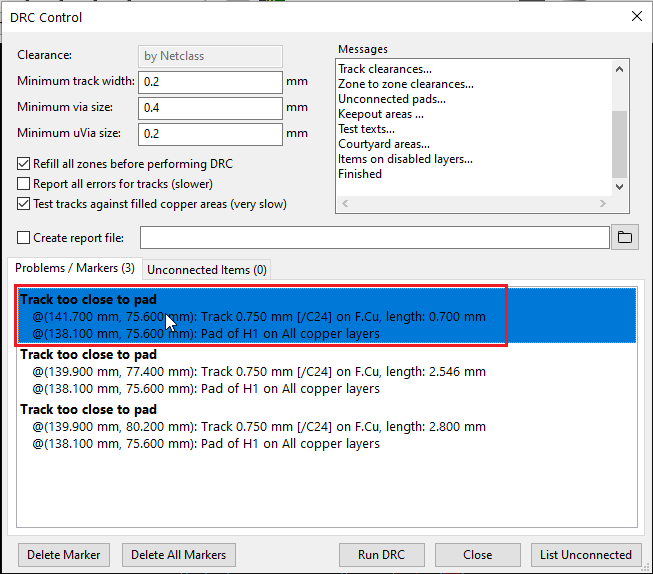 DRC Control
Clearance: by Netclass
Minimum track width: 0.2 mm
Minimum via size: 0.4 mm
Minimum uVia size: 0.2 mm
Refill all zones before performing DRC
Report all errors for tracks (slower)
Test tracks against filled copper areas (very slow)
Messages
Track clearances...
Zone to zone clearances...
Unconnected pads...
Keepout areas ...
Test texts...
Courtyard areas...
Items on disabled layers...
Finished
Create report file:
Problems / Markers (3) Unconnected Items (0)
Track too close to pad
@(141.700 mm, 75.600 mm): Track 0.750 mm [/C24] on F.Cu, length: 0.700 mm
@(138.100 mm, 75.600 mm): Pad of H1 on All copper layers
Track too close to pad
@(139.900 mm, 77.400 mm): Track 0.750 mm [/C24] on F.Cu, length: 2.546 mm
@(138.100 mm, 75.600 mm): Pad of H1 on All copper layers
Track too close to pad
@(139.900 mm, 80.200 mm): Track 0.750 mm [/C24] on F.Cu, length: 2.800 mm
@(138.100 mm, 75.600 mm): Pad of H1 on All copper layers
Delete Marker Delete All Markers Run DRC Close List Unconnected